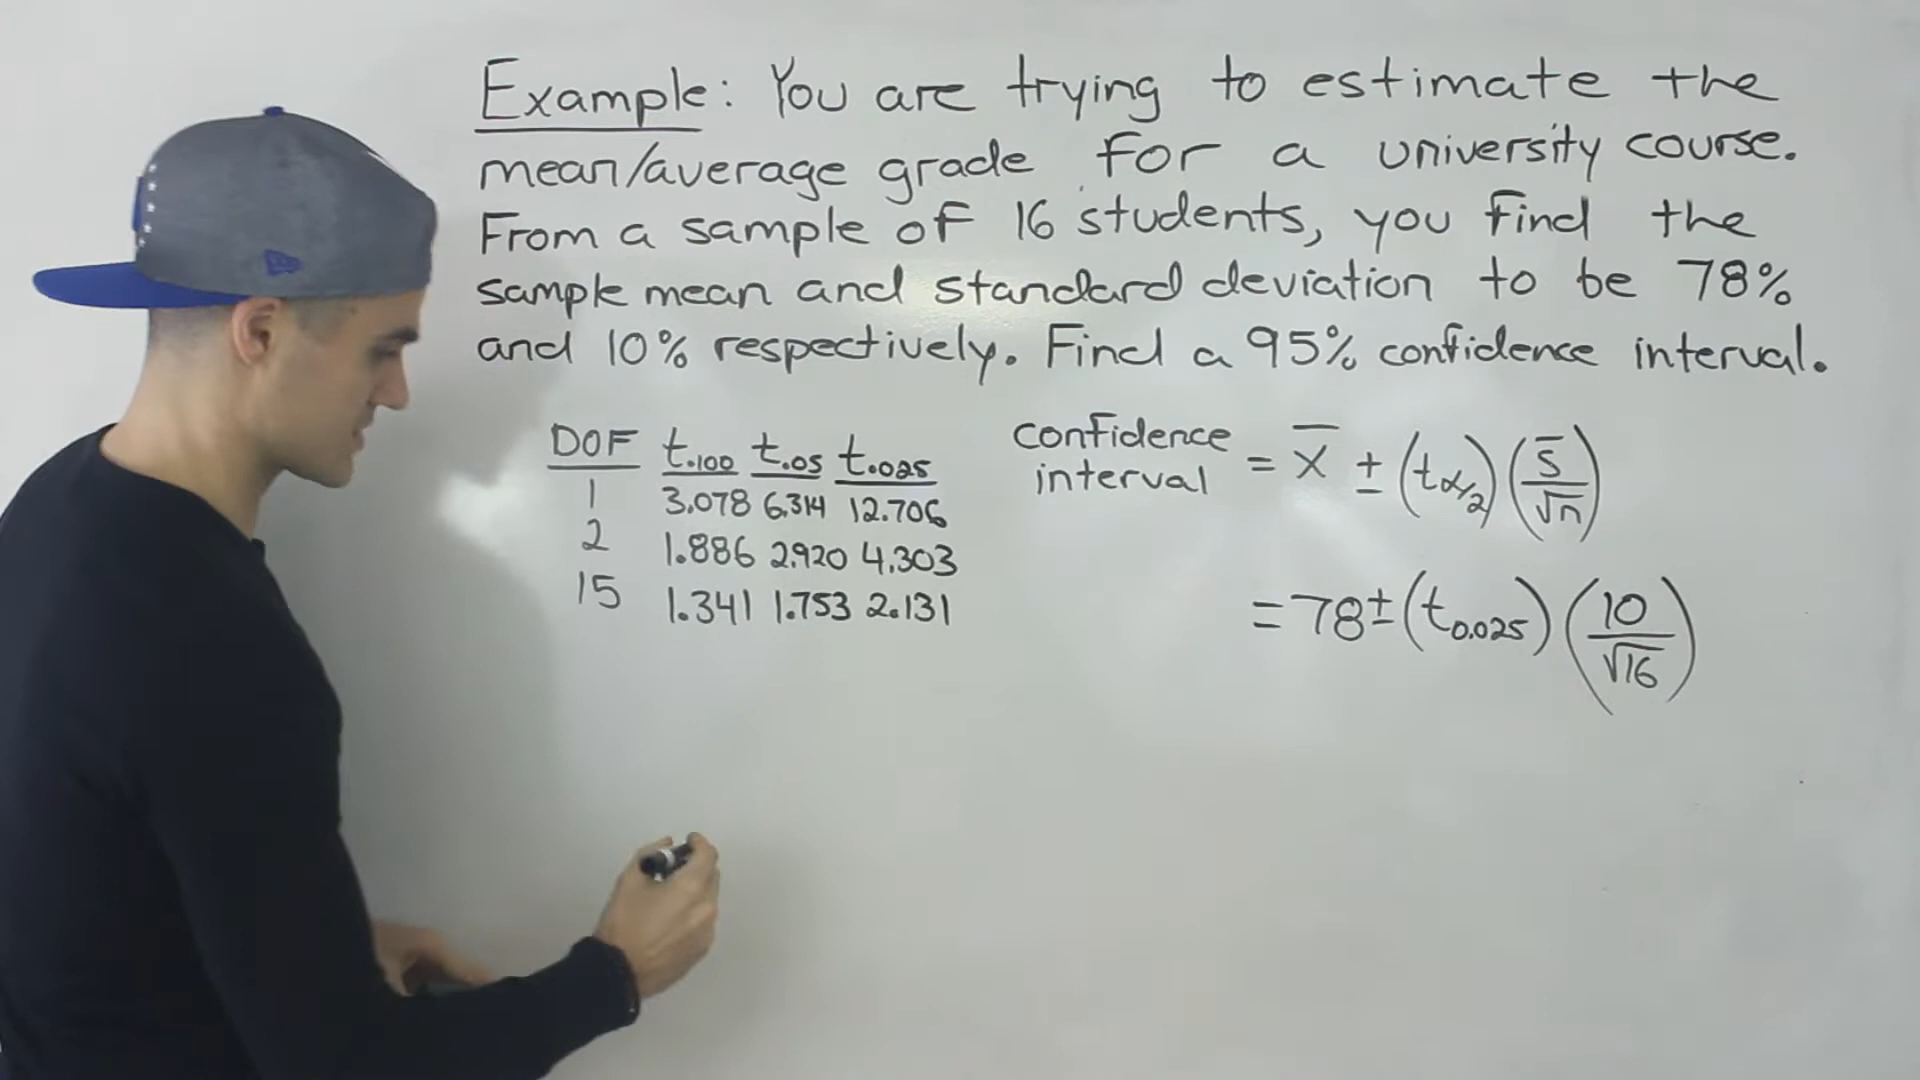 Example: You are trying to estimate the
mean/average grade for a university course.
From a sample of 16 students, you find the
sample mean and standard deviation to be 78%
and 10% respectively. Find a 95% confidence interval.
DOF t.100 t.05 t.025
1 3.078 6.314 12.706
2 1.886 2.920 4.303
15 1.341 1.753 2.131
confidence interval = x̄ ± (tα/2) (s/√n)
= 78 ± (t0.025) (10/√16)